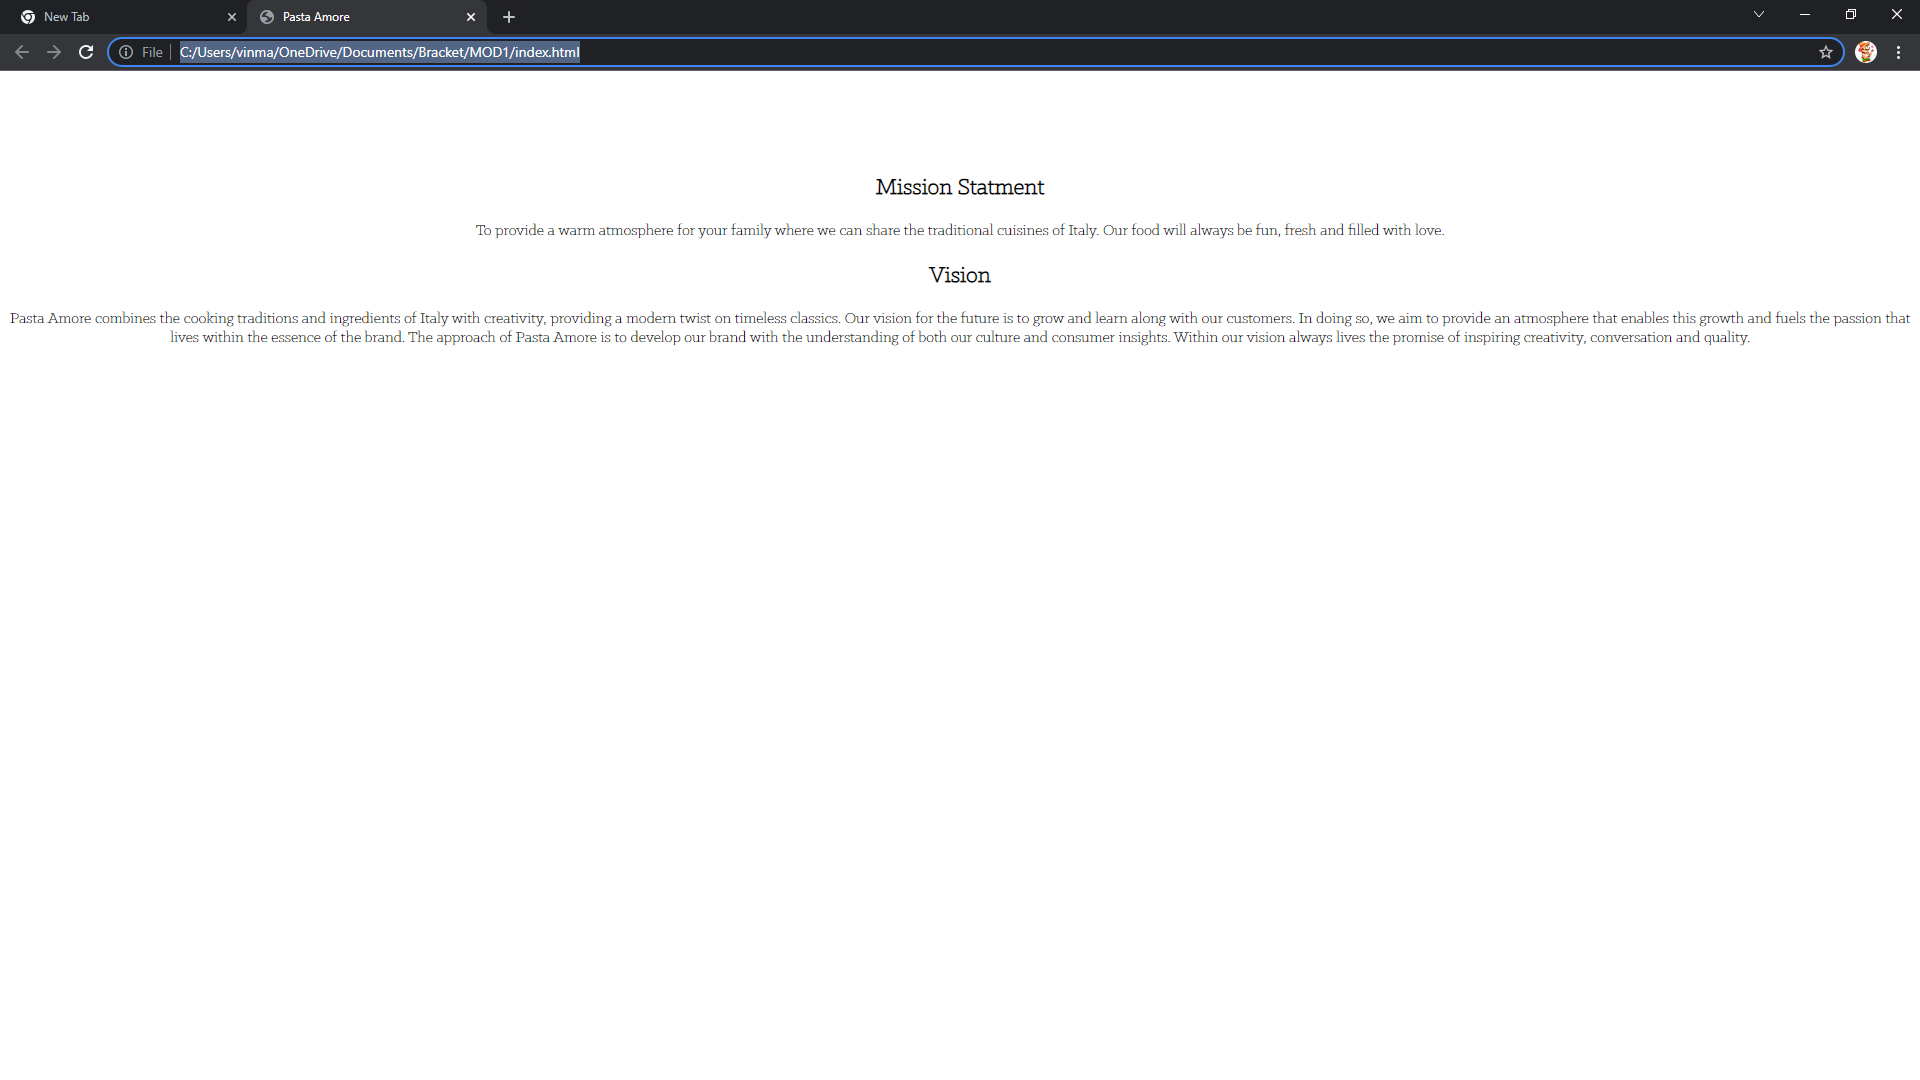 New Tab
Pasta Amore
File
C:/Users/vinma/OneDrive/Documents/Bracket/MOD1/index.html
Mission Statment
To provide a warm atmosphere for your family where we can share the traditional cuisines of Italy. Our food will always be fun, fresh and filled with love.
Vision
Pasta Amore combines the cooking traditions and ingredients of Italy with creativity, providing a modern twist on timeless classics. Our vision for the future is to grow and learn along with our customers. In doing so, we aim to provide an atmosphere that enables this growth and fuels the passion that
lives within the essence of the brand. The approach of Pasta Amore is to develop our brand with the understanding of both our culture and consumer insights. Within our vision always lives the promise of inspiring creativity, conversation and quality.